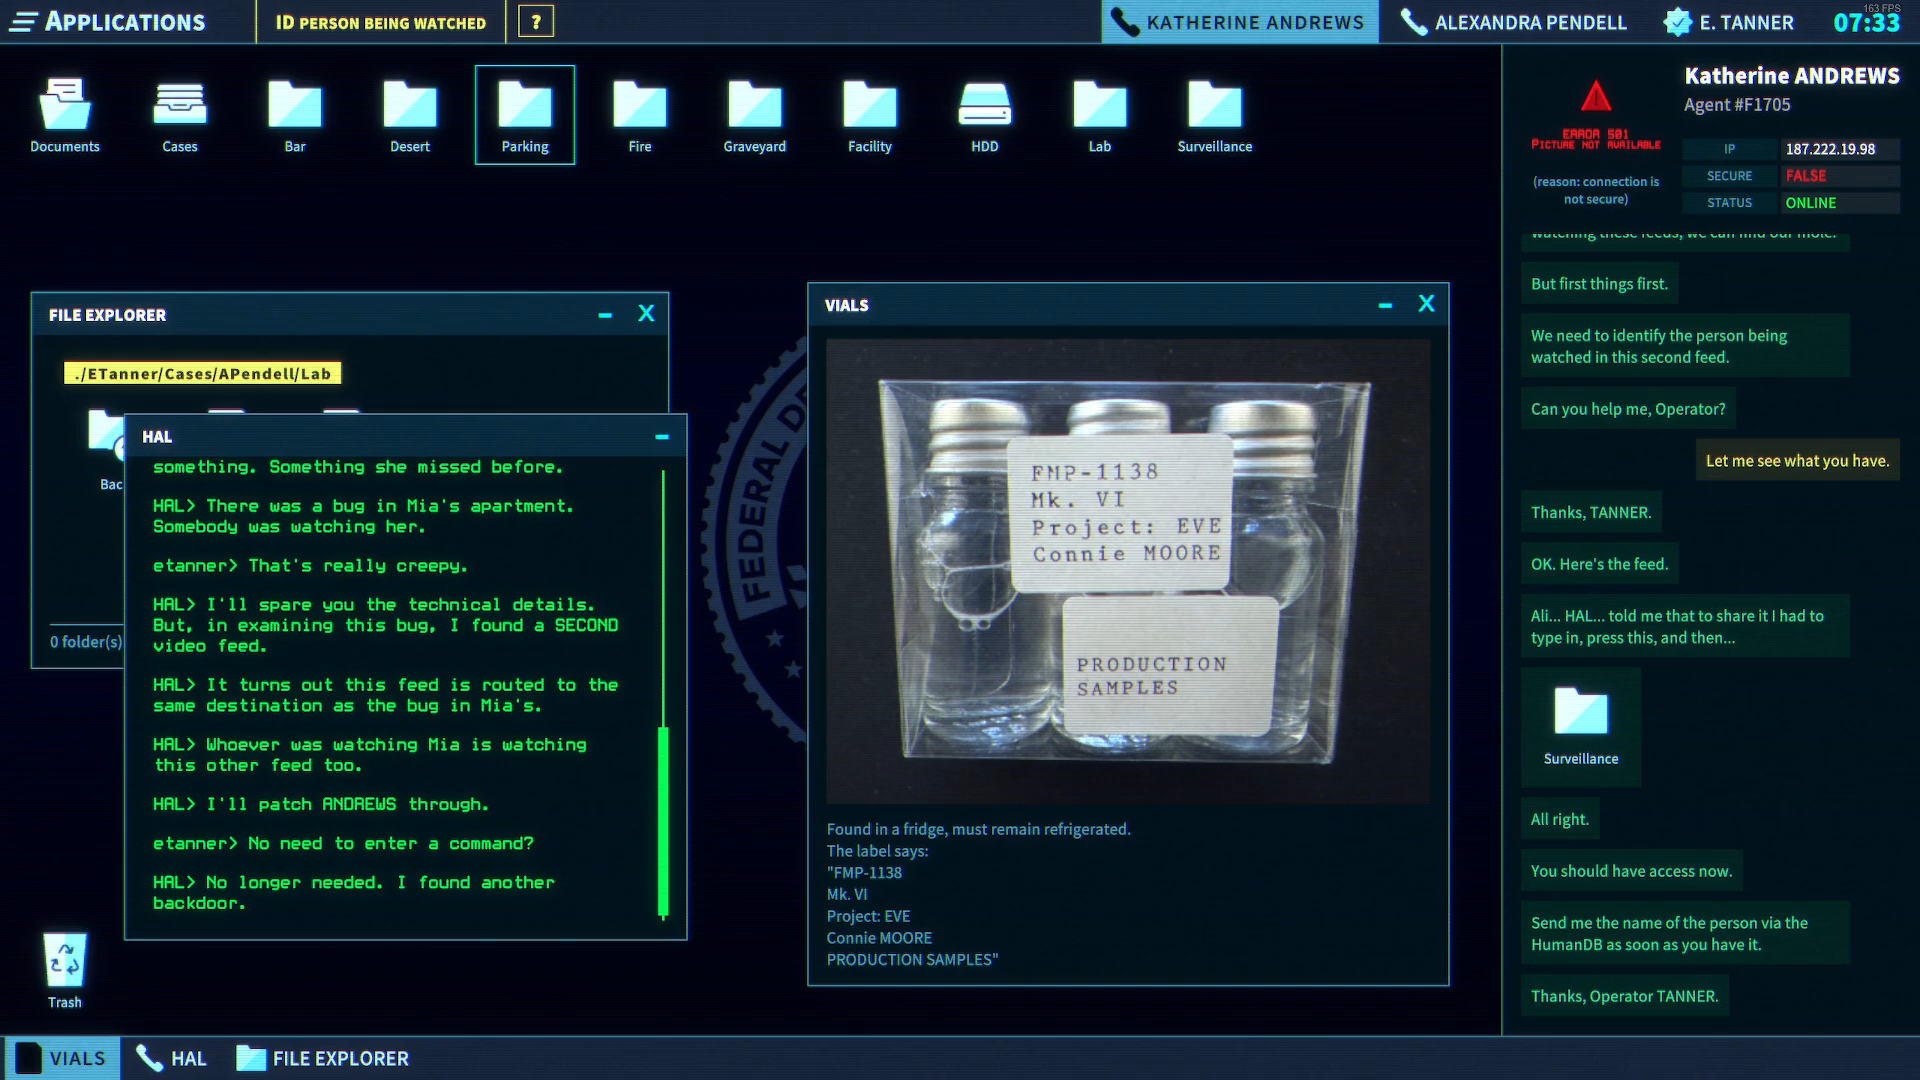 APPLICATIONS
ID PERSON BEING WATCHED
?
KATHERINE ANDREWS
ALEXANDRA PENDELL
E. TANNER
163 FPS
07:33
Documents
Cases
Bar
Desert
Parking
Fire
Graveyard
Facility
HDD
Lab
Surveillance
FILE EXPLORER
./ETanner/Cases/APendell/Lab
Bac
0 folder(s)
HAL
something. Something she missed before.
HAL> There was a bug in Mia's apartment.
Somebody was watching her.
etanner> That's really creepy.
HAL> I'll spare you the technical details.
But, in examining this bug, I found a SECOND
video feed.
HAL> It turns out this feed is routed to the
same destination as the bug in Mia's.
HAL> Whoever was watching Mia is watching
this other feed too.
HAL> I'll patch ANDREWS through.
etanner> No need to enter a command?
HAL> No longer needed. I found another
backdoor.
FEDERAL
VIALS
FMP-1138
Mk. VI
Project: EVE
Connie MOORE
PRODUCTION
SAMPLES
Found in a fridge, must remain refrigerated.
The label says:
"FMP-1138
Mk. VI
Project: EVE
Connie MOORE
PRODUCTION SAMPLES"
Katherine ANDREWS
Agent #F1705
ERROR 501
PICTURE NOT AVAILABLE
(reason: connection is
not secure)
IP
187.222.19.98
SECURE
FALSE
STATUS
ONLINE
watching these feeds, we can find our mole.
But first things first.
We need to identify the person being
watched in this second feed.
Can you help me, Operator?
Let me see what you have.
Thanks, TANNER.
OK. Here's the feed.
Ali... HAL... told me that to share it I had to
type in, press this, and then...
Surveillance
All right.
You should have access now.
Send me the name of the person via the
HumanDB as soon as you have it.
Thanks, Operator TANNER.
Trash
VIALS
HAL
FILE EXPLORER